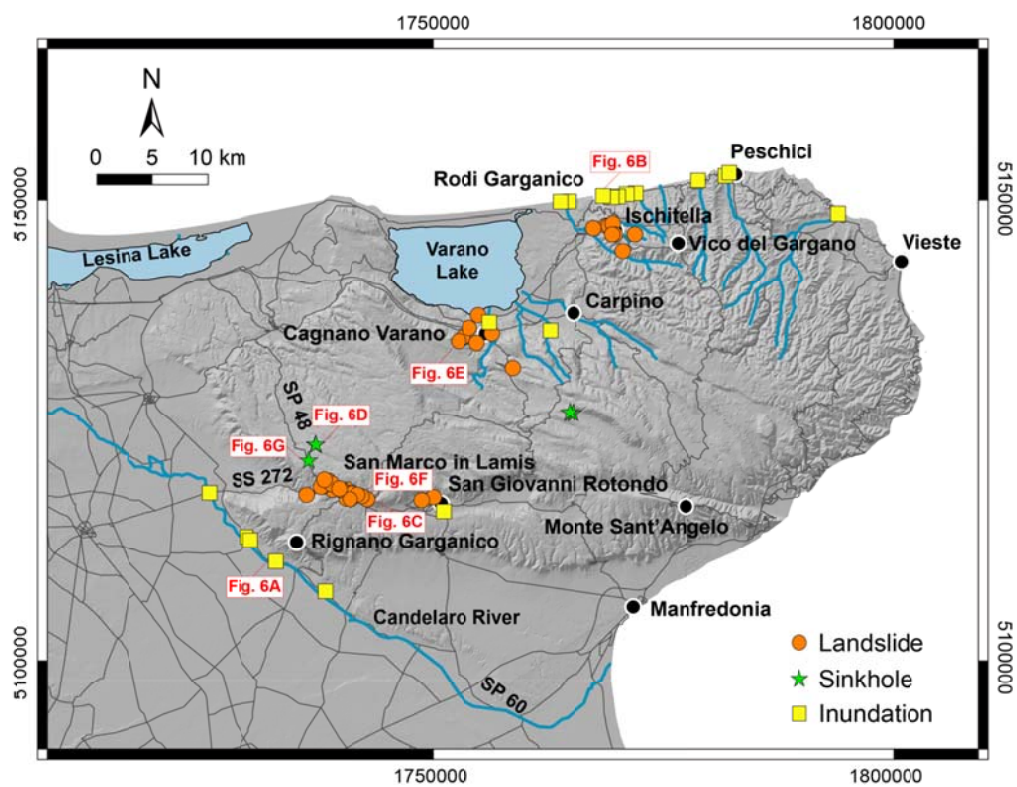 1750000
1800000
N
0 5 10 km
Peschici
Fig. 6B
Rodi Garganico
5150000
5150000
Ischitella
Vico del Gargano
Vieste
Lesina Lake
Varano
Lake
Carpino
Cagnano Varano
Fig. 6E
SP 48
Fig. 6D
Fig. 6G
San Marco in Lamis
SS 272
Fig. 6F
San Giovanni Rotondo
Fig. 6C
Monte Sant'Angelo
Rignano Garganico
Fig. 6A
Candelaro River
Manfredonia
5100000
5100000
Landslide
SP 60
Sinkhole
Inundation
1750000
1800000